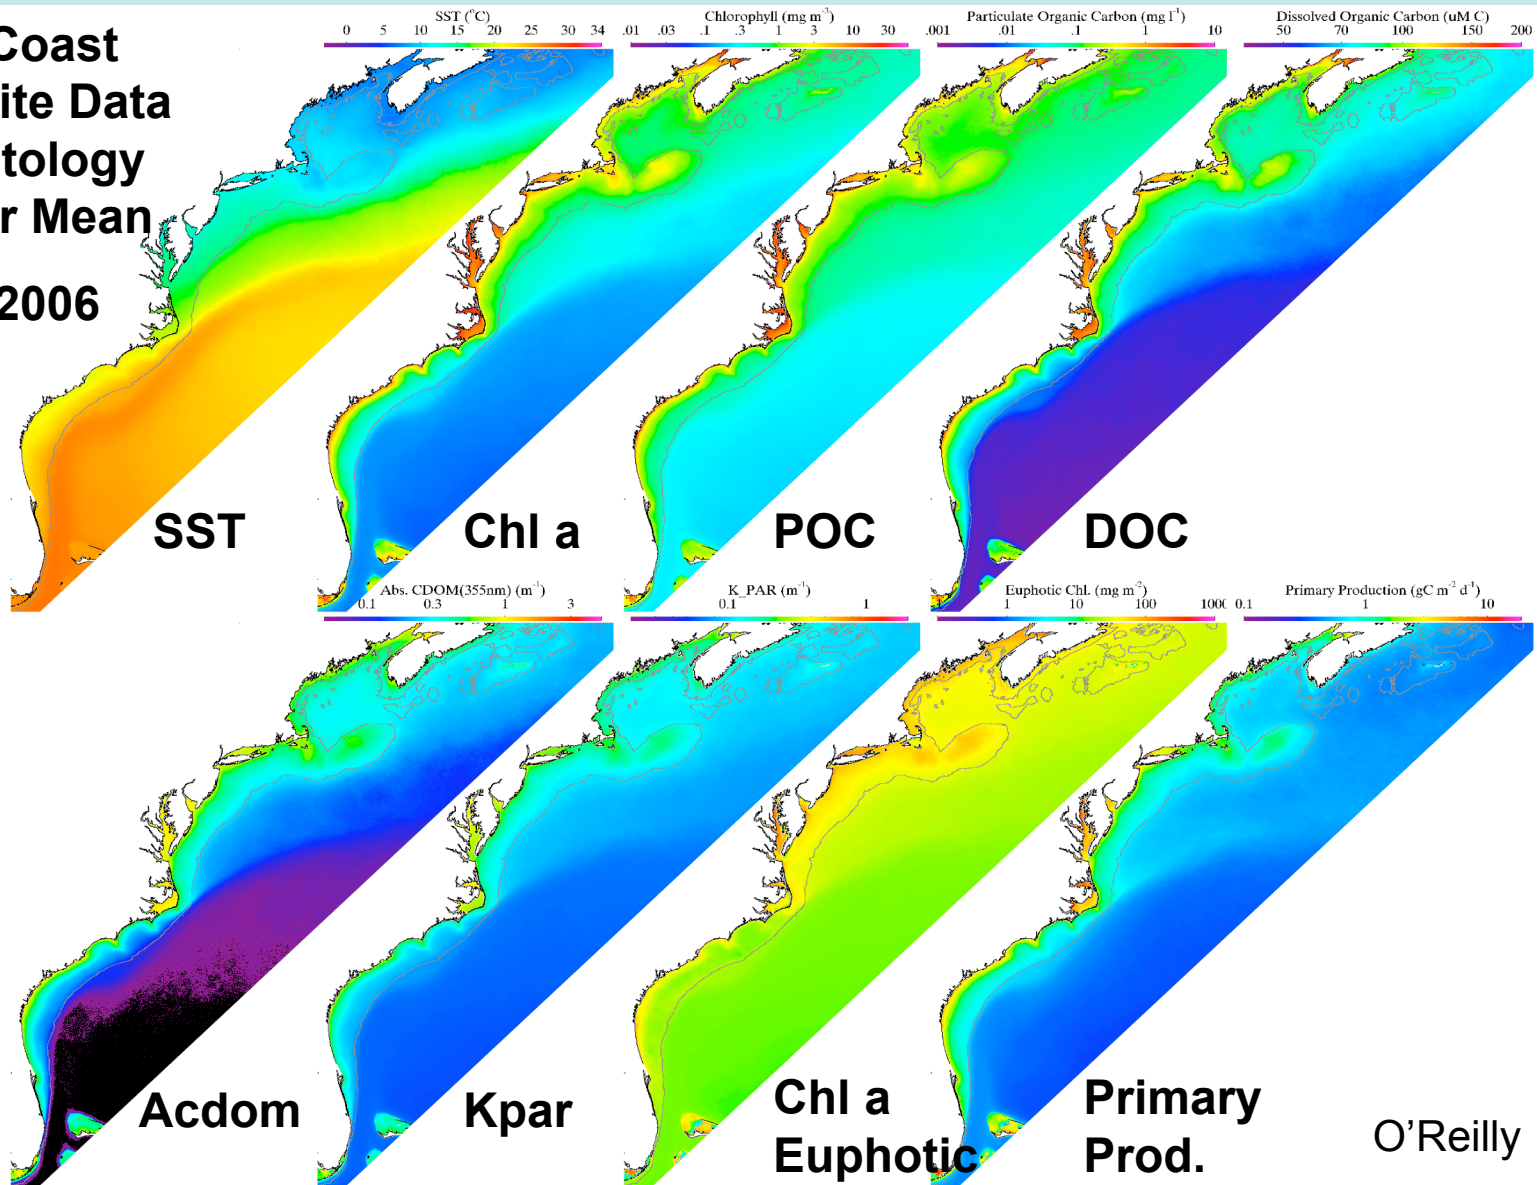 Coast
ite Data
tology
r Mean
2006
SST (°C)
0 5 10 15 20 25 30 34
Chlorophyll (mg m-3)
.01 .03 .1 .3 1 3 10 30
Particulate Organic Carbon (mg l-1)
.001 .01 .1 1 10
Dissolved Organic Carbon (uM C)
50 70 100 150 200
SST
Chl a
POC
DOC
Abs. CDOM(355nm) (m-1)
0.1 0.3 1 3
K_PAR (m-1)
0.1 1
Euphotic Chl. (mg m-2)
.1 1 10 100 1000
Primary Production (gC m-2 d-1)
0.1 1 10
Acdom
Kpar
Chl a
Euphotic
Primary
Prod.
O'Reilly